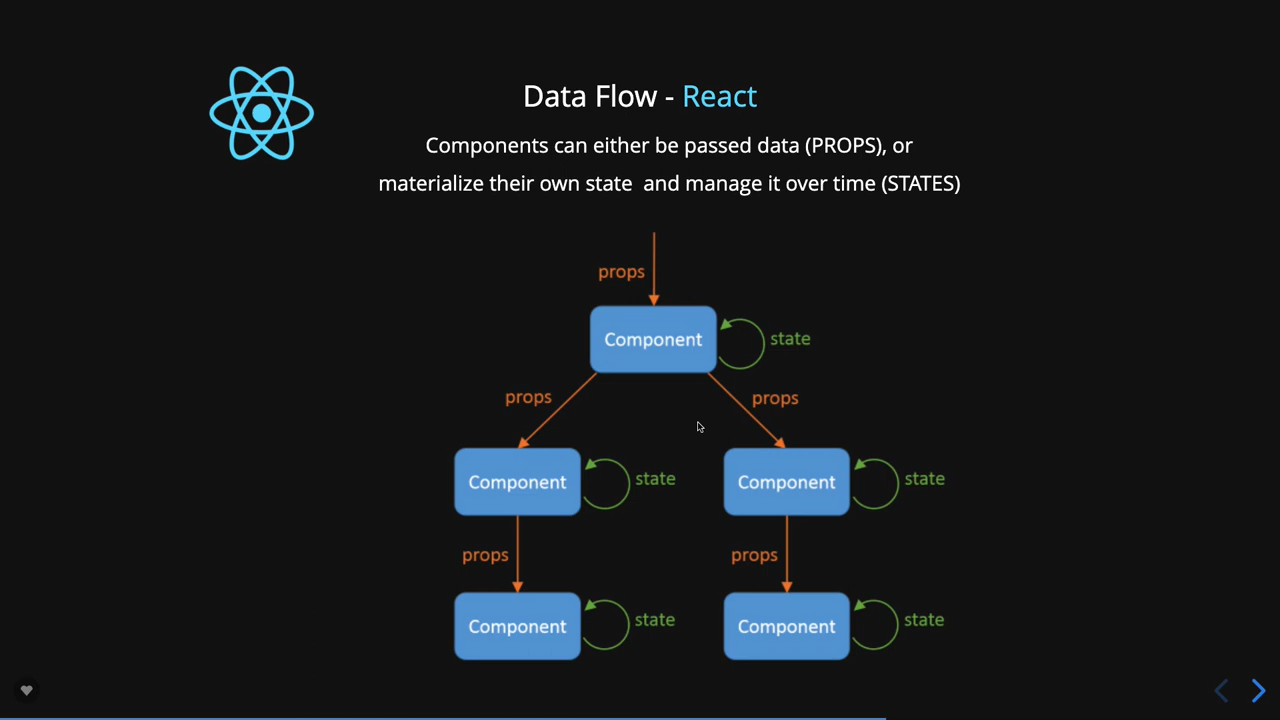 Data Flow - React
Components can either be passed data (PROPS), or
materialize their own state and manage it over time (STATES)
props
Component
state
props
props
Component
state
Component
state
props
props
Component
state
Component
state